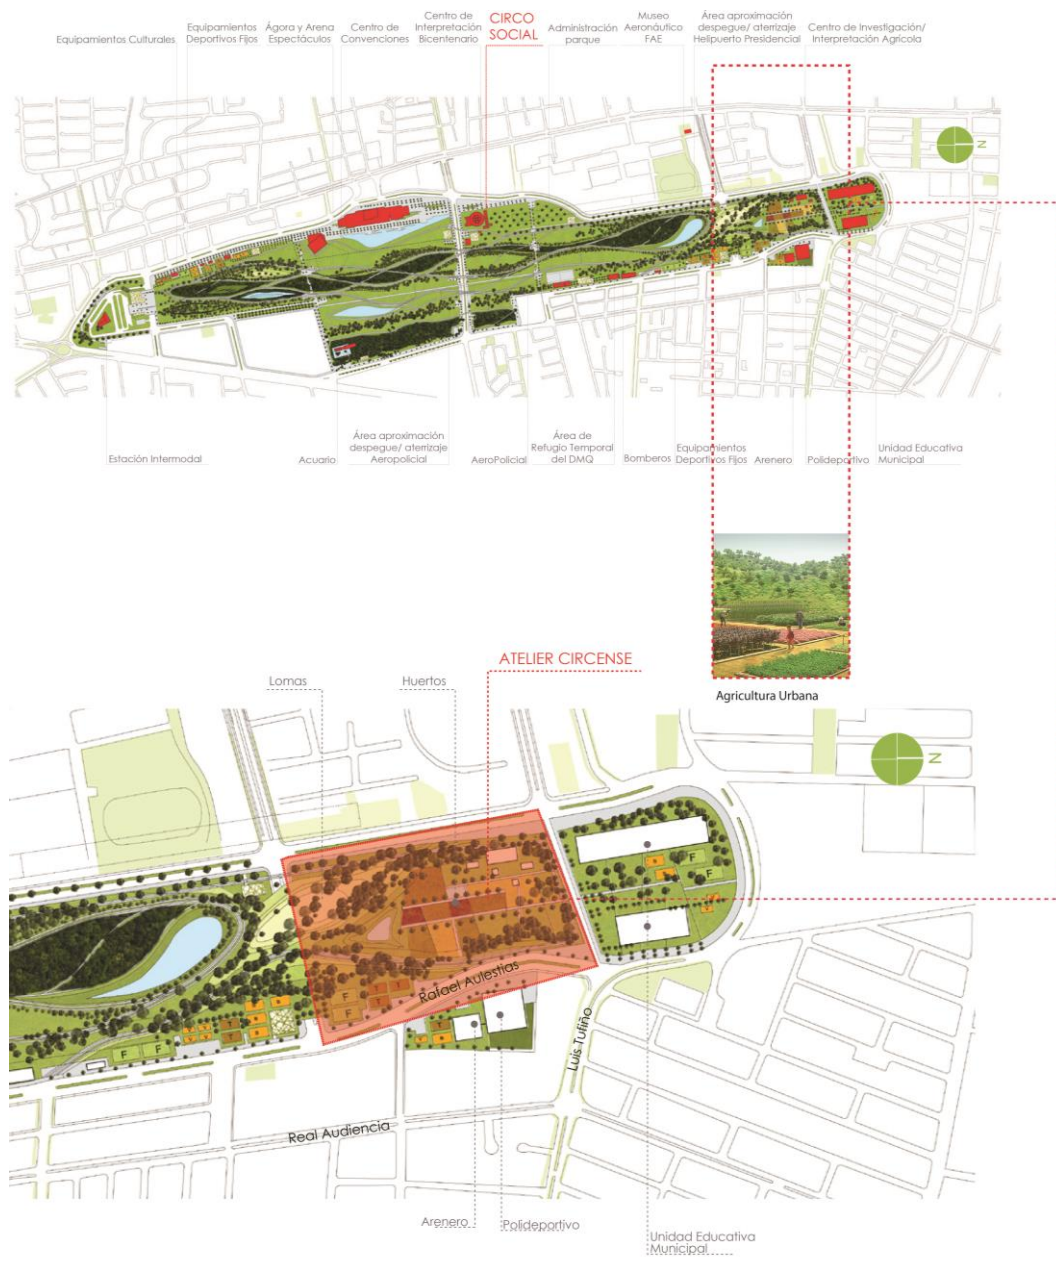 Equipamientos Culturales
Equipamientos
Deportivos Fijos
Ágora y Arena
Espectáculos
Centro de
Convenciones
Centro de
Interpretación
Bicentenario
CIRCO
SOCIAL
Administración
parque
Museo
Aeronáutico
FAE
Área aproximación
despegue/ aterrizaje
Helipuerto Presidencial
Centro de Investigación/
Interpretación Agrícola
N
Estación Intermodal
Acuario
Área aproximación
despegue/ aterrizaje
Aeropolicial
AeroPolicial
Área de
Refugio Temporal
del DMQ
Bomberos
Equipamientos
Deportivos Fijos
Arenero
Polideportivo
Unidad Educativa
Municipal
Agricultura Urbana
ATELIER CIRCENSE
Lomas
Huertos
N
F
F
F
F
F
T
T
T
T
Rafael Aulestias
Luis Tufiño
Real Audiencia
Arenero
Polideportivo
Unidad Educativa
Municipal